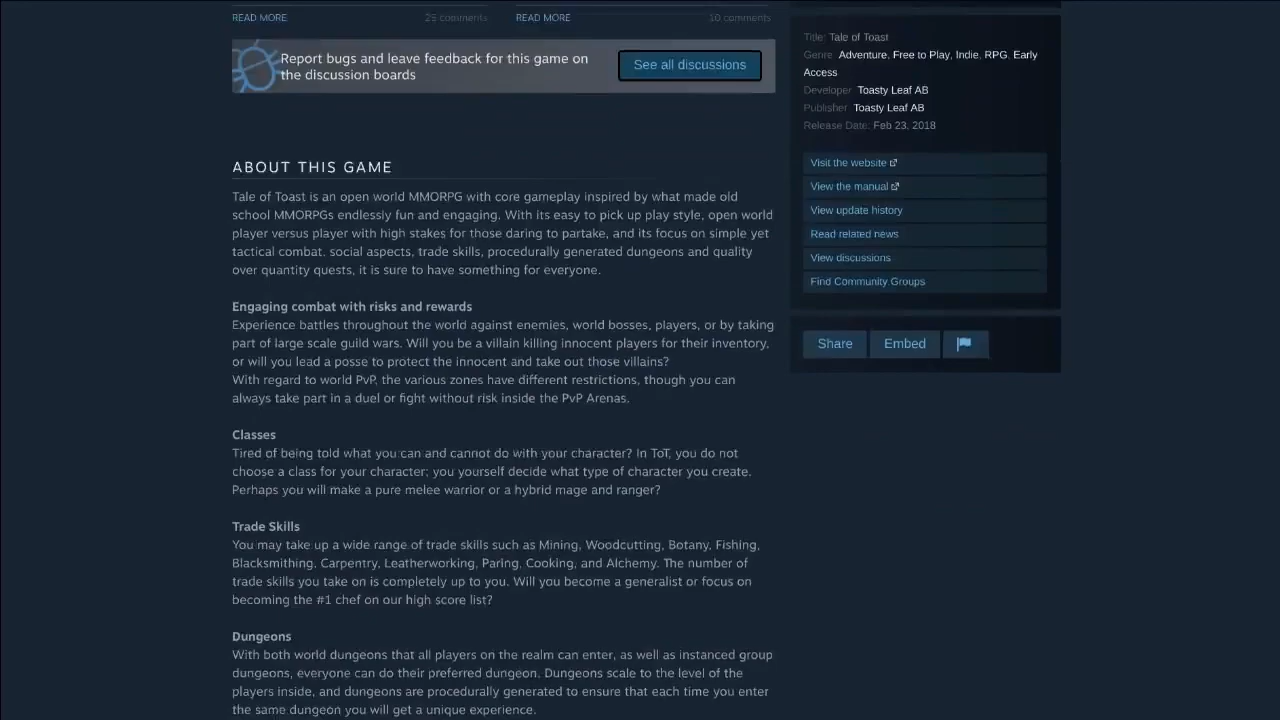 READ MORE
25 comments
READ MORE
10 comments
Report bugs and leave feedback for this game on
the discussion boards
See all discussions
ABOUT THIS GAME
Tale of Toast is an open world MMORPG with core gameplay inspired by what made old
school MMORPGs endlessly fun and engaging. With its easy to pick up play style, open world
player versus player with high stakes for those daring to partake, and its focus on simple yet
tactical combat, social aspects, trade skills, procedurally generated dungeons and quality
over quantity quests, it is sure to have something for everyone.
Engaging combat with risks and rewards
Experience battles throughout the world against enemies, world bosses, players, or by taking
part of large scale guild wars. Will you be a villain killing innocent players for their inventory,
or will you lead a posse to protect the innocent and take out those villains?
With regard to world PvP, the various zones have different restrictions, though you can
always take part in a duel or fight without risk inside the PvP Arenas.
Classes
Tired of being told what you can and cannot do with your character? In ToT, you do not
choose a class for your character; you yourself decide what type of character you create.
Perhaps you will make a pure melee warrior or a hybrid mage and ranger?
Trade Skills
You may take up a wide range of trade skills such as Mining, Woodcutting, Botany, Fishing,
Blacksmithing, Carpentry, Leatherworking, Paring, Cooking, and Alchemy. The number of
trade skills you take on is completely up to you. Will you become a generalist or focus on
becoming the #1 chef on our high score list?
Dungeons
With both world dungeons that all players on the realm can enter, as well as instanced group
dungeons, everyone can do their preferred dungeon. Dungeons scale to the level of the
players inside, and dungeons are procedurally generated to ensure that each time you enter
the same dungeon you will get a unique experience.
Title: Tale of Toast
Genre: Adventure, Free to Play, Indie, RPG, Early
Access
Developer: Toasty Leaf AB
Publisher: Toasty Leaf AB
Release Date: Feb 23, 2018
Visit the website
View the manual
View update history
Read related news
View discussions
Find Community Groups
Share
Embed